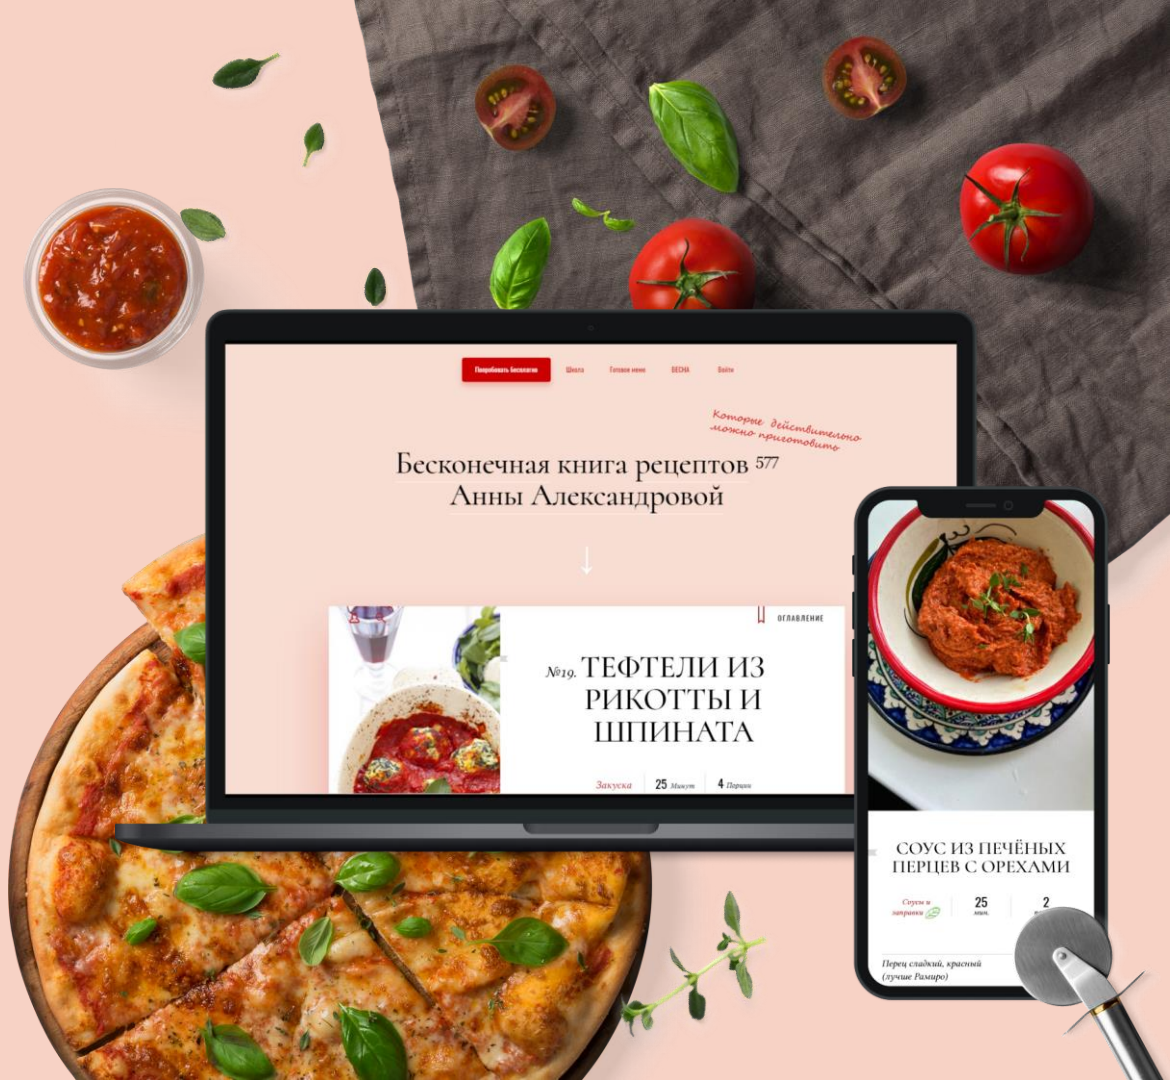 Попробовать бесплатно Школа Готовое меню ВЕСНА Войти
Которые действительно
можно приготовить
Бесконечная книга рецептов 577
Анны Александровой
ОГЛАВЛЕНИЕ
№19. ТЕФТЕЛИ ИЗ
РИКОТТЫ И
ШПИНАТА
Закуска 25 Минут 4 Порции
СОУС ИЗ ПЕЧЁНЫХ
ПЕРЦЕВ С ОРЕХАМИ
Соусы и
заправки
25
мин.
2
Перец сладкий, красный
(лучше Рамиро)